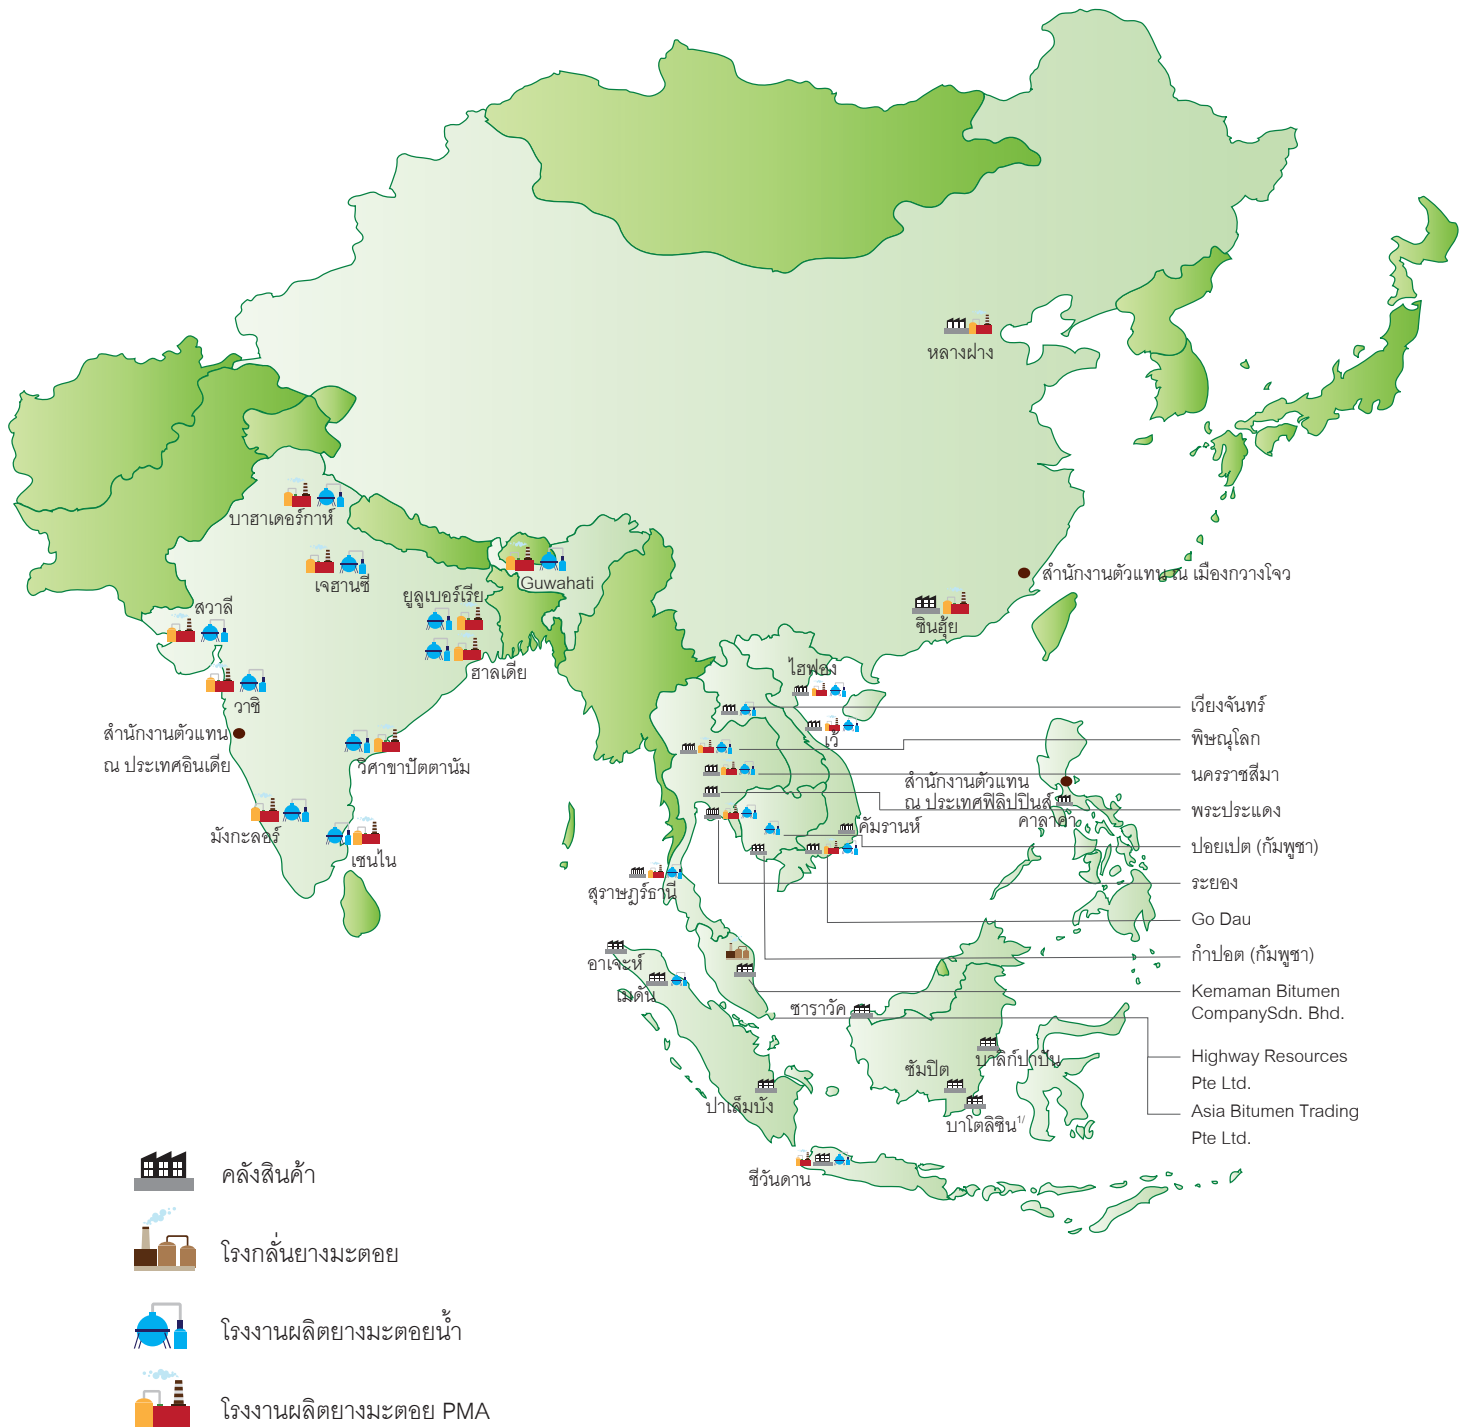 หลางฝาง
บาฮาเดอร์กาห์
เจฮานซี
Guwahati
สำนักงานตัวแทน ณ เมืองกวางโจว
ยูลูเบอร์เรีย
สวาลี
ซินฮุ้ย
ฮาลเดีย
ไฮฟอง
วาชิ
เวียงจันทร์
สำนักงานตัวแทน
ณ ประเทศอินเดีย
เว้
พิษณุโลก
วิศาขาปัตตานัม
นครราชสีมา
สำนักงานตัวแทน
ณ ประเทศฟิลิปปินส์
พระประแดง
คาลาคา
คัมรานห์
มังกะลอร์
ปอยเปต (กัมพูชา)
เชนไน
ระยอง
สุราษฎร์ธานี
Go Dau
กำปอต (กัมพูชา)
อาเจะห์
เมดัน
Kemaman Bitumen
CompanySdn. Bhd.
ซาราวัค
Highway Resources
Pte Ltd.
บาลิก์ปาปัน
ซัมปิต
Asia Bitumen Trading
Pte Ltd.
ปาเล็มบัง
บาโตลิซิน1/
ชีวันดาน
คลังสินค้า
โรงกลั่นยางมะตอย
โรงงานผลิตยางมะตอยน้ำ
โรงงานผลิตยางมะตอย PMA